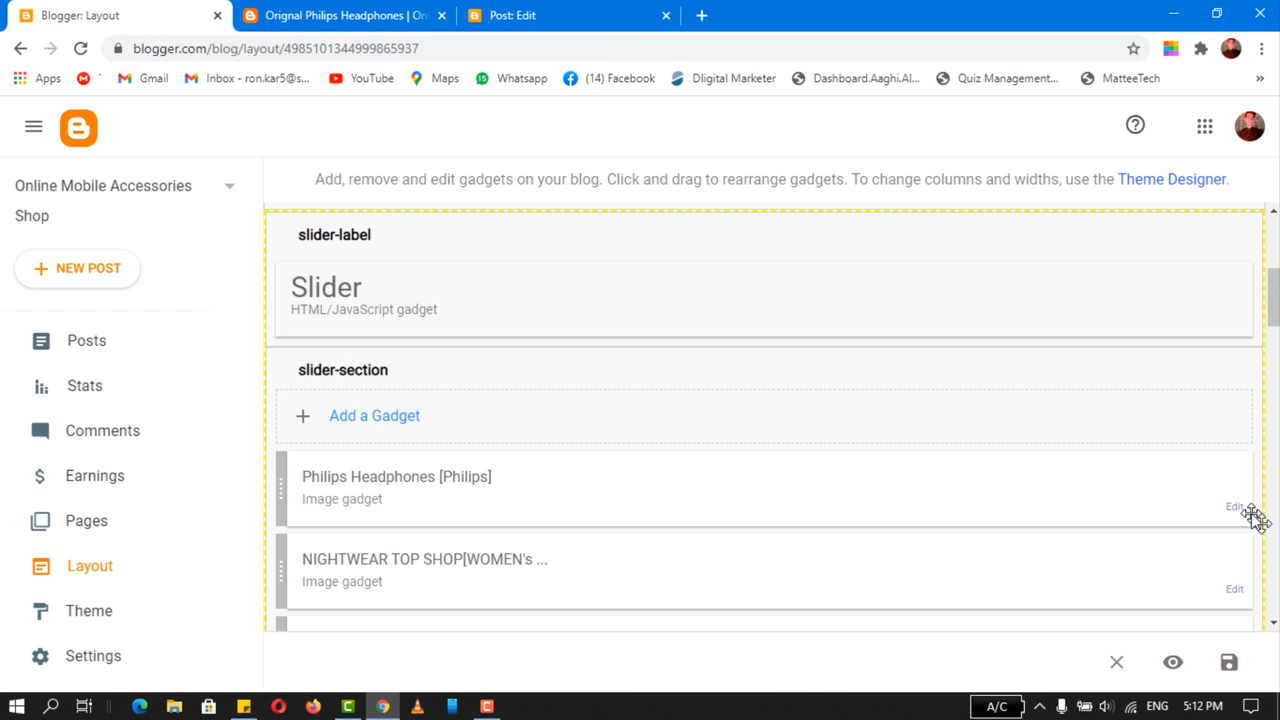 Blogger: Layout
Orignal Philips Headphones | On
Post: Edit
blogger.com/blog/layout/4985101344999865937
Apps
Gmail
Inbox - ron.kar5@s...
YouTube
Maps
15
Whatsapp
(14) Facebook
DIigital Marketer
Dashboard.Aaghi.Al...
Quiz Management...
MatteeTech
»
Online Mobile Accessories Shop
Add, remove and edit gadgets on your blog. Click and drag to rearrange gadgets. To change columns and widths, use the Theme Designer.
+ NEW POST
Posts
Stats
Comments
Earnings
Pages
Layout
Theme
Settings
slider-label
Slider
HTML/JavaScript gadget
slider-section
+ Add a Gadget
Philips Headphones [Philips]
Image gadget
Edit
NIGHTWEAR TOP SHOP[WOMEN's ...
Image gadget
Edit
A/C
ENG
5:12 PM